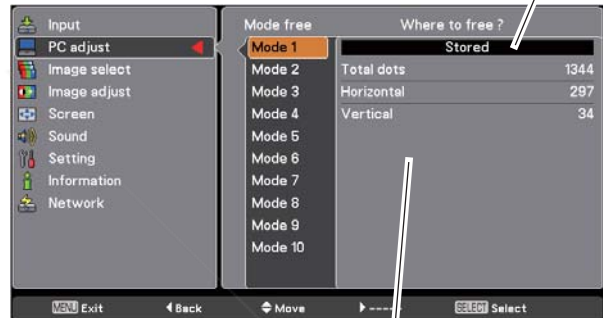 Input
PC adjust
Image select
Image adjust
Screen
Sound
Setting
Information
Network
Mode free
Mode 1
Mode 2
Mode 3
Mode 4
Mode 5
Mode 6
Mode 7
Mode 8
Mode 9
Mode 10
Where to free ?
Stored
Total dots 1344
Horizontal 297
Vertical 34
MENU Exit Back Move ----- SELECT Select